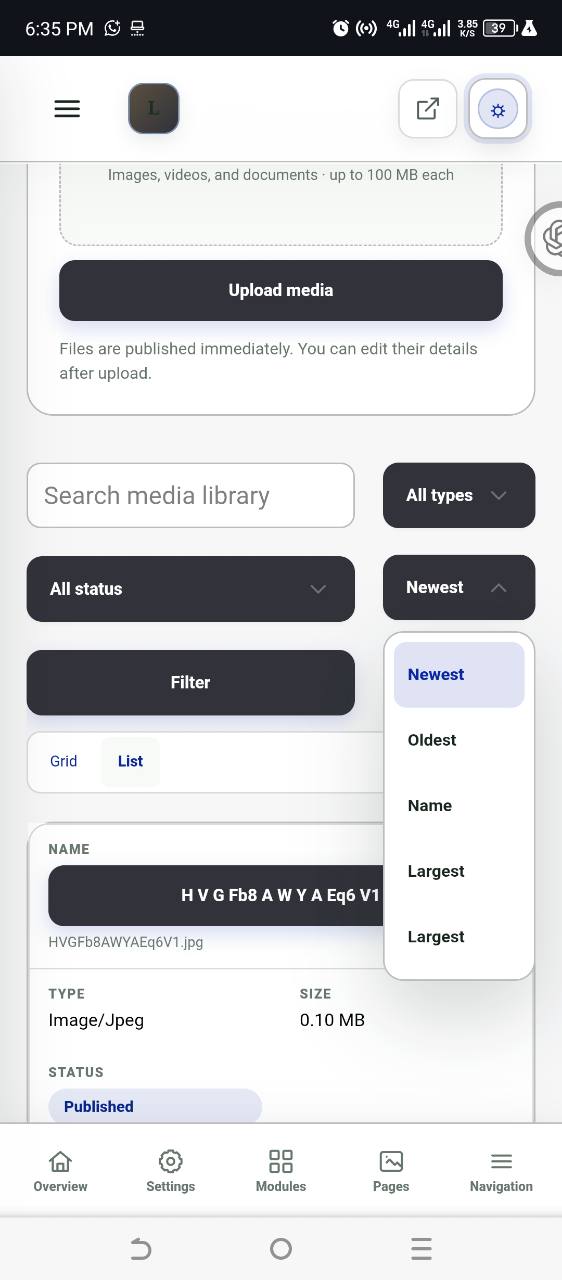 6:35 PM
4G 4G 3.85 K/S 39
L
Images, videos, and documents · up to 100 MB each
Upload media
Files are published immediately. You can edit their details
after upload.
Search media library
All types
All status
Newest
Filter
Newest
Oldest
Name
Largest
Largest
Grid
List
NAME
H V G Fb8 A W Y A Eq6 V1
HVGFb8AWYAEq6V1.jpg
TYPE
SIZE
Image/Jpeg
0.10 MB
STATUS
Published
Overview
Settings
Modules
Pages
Navigation